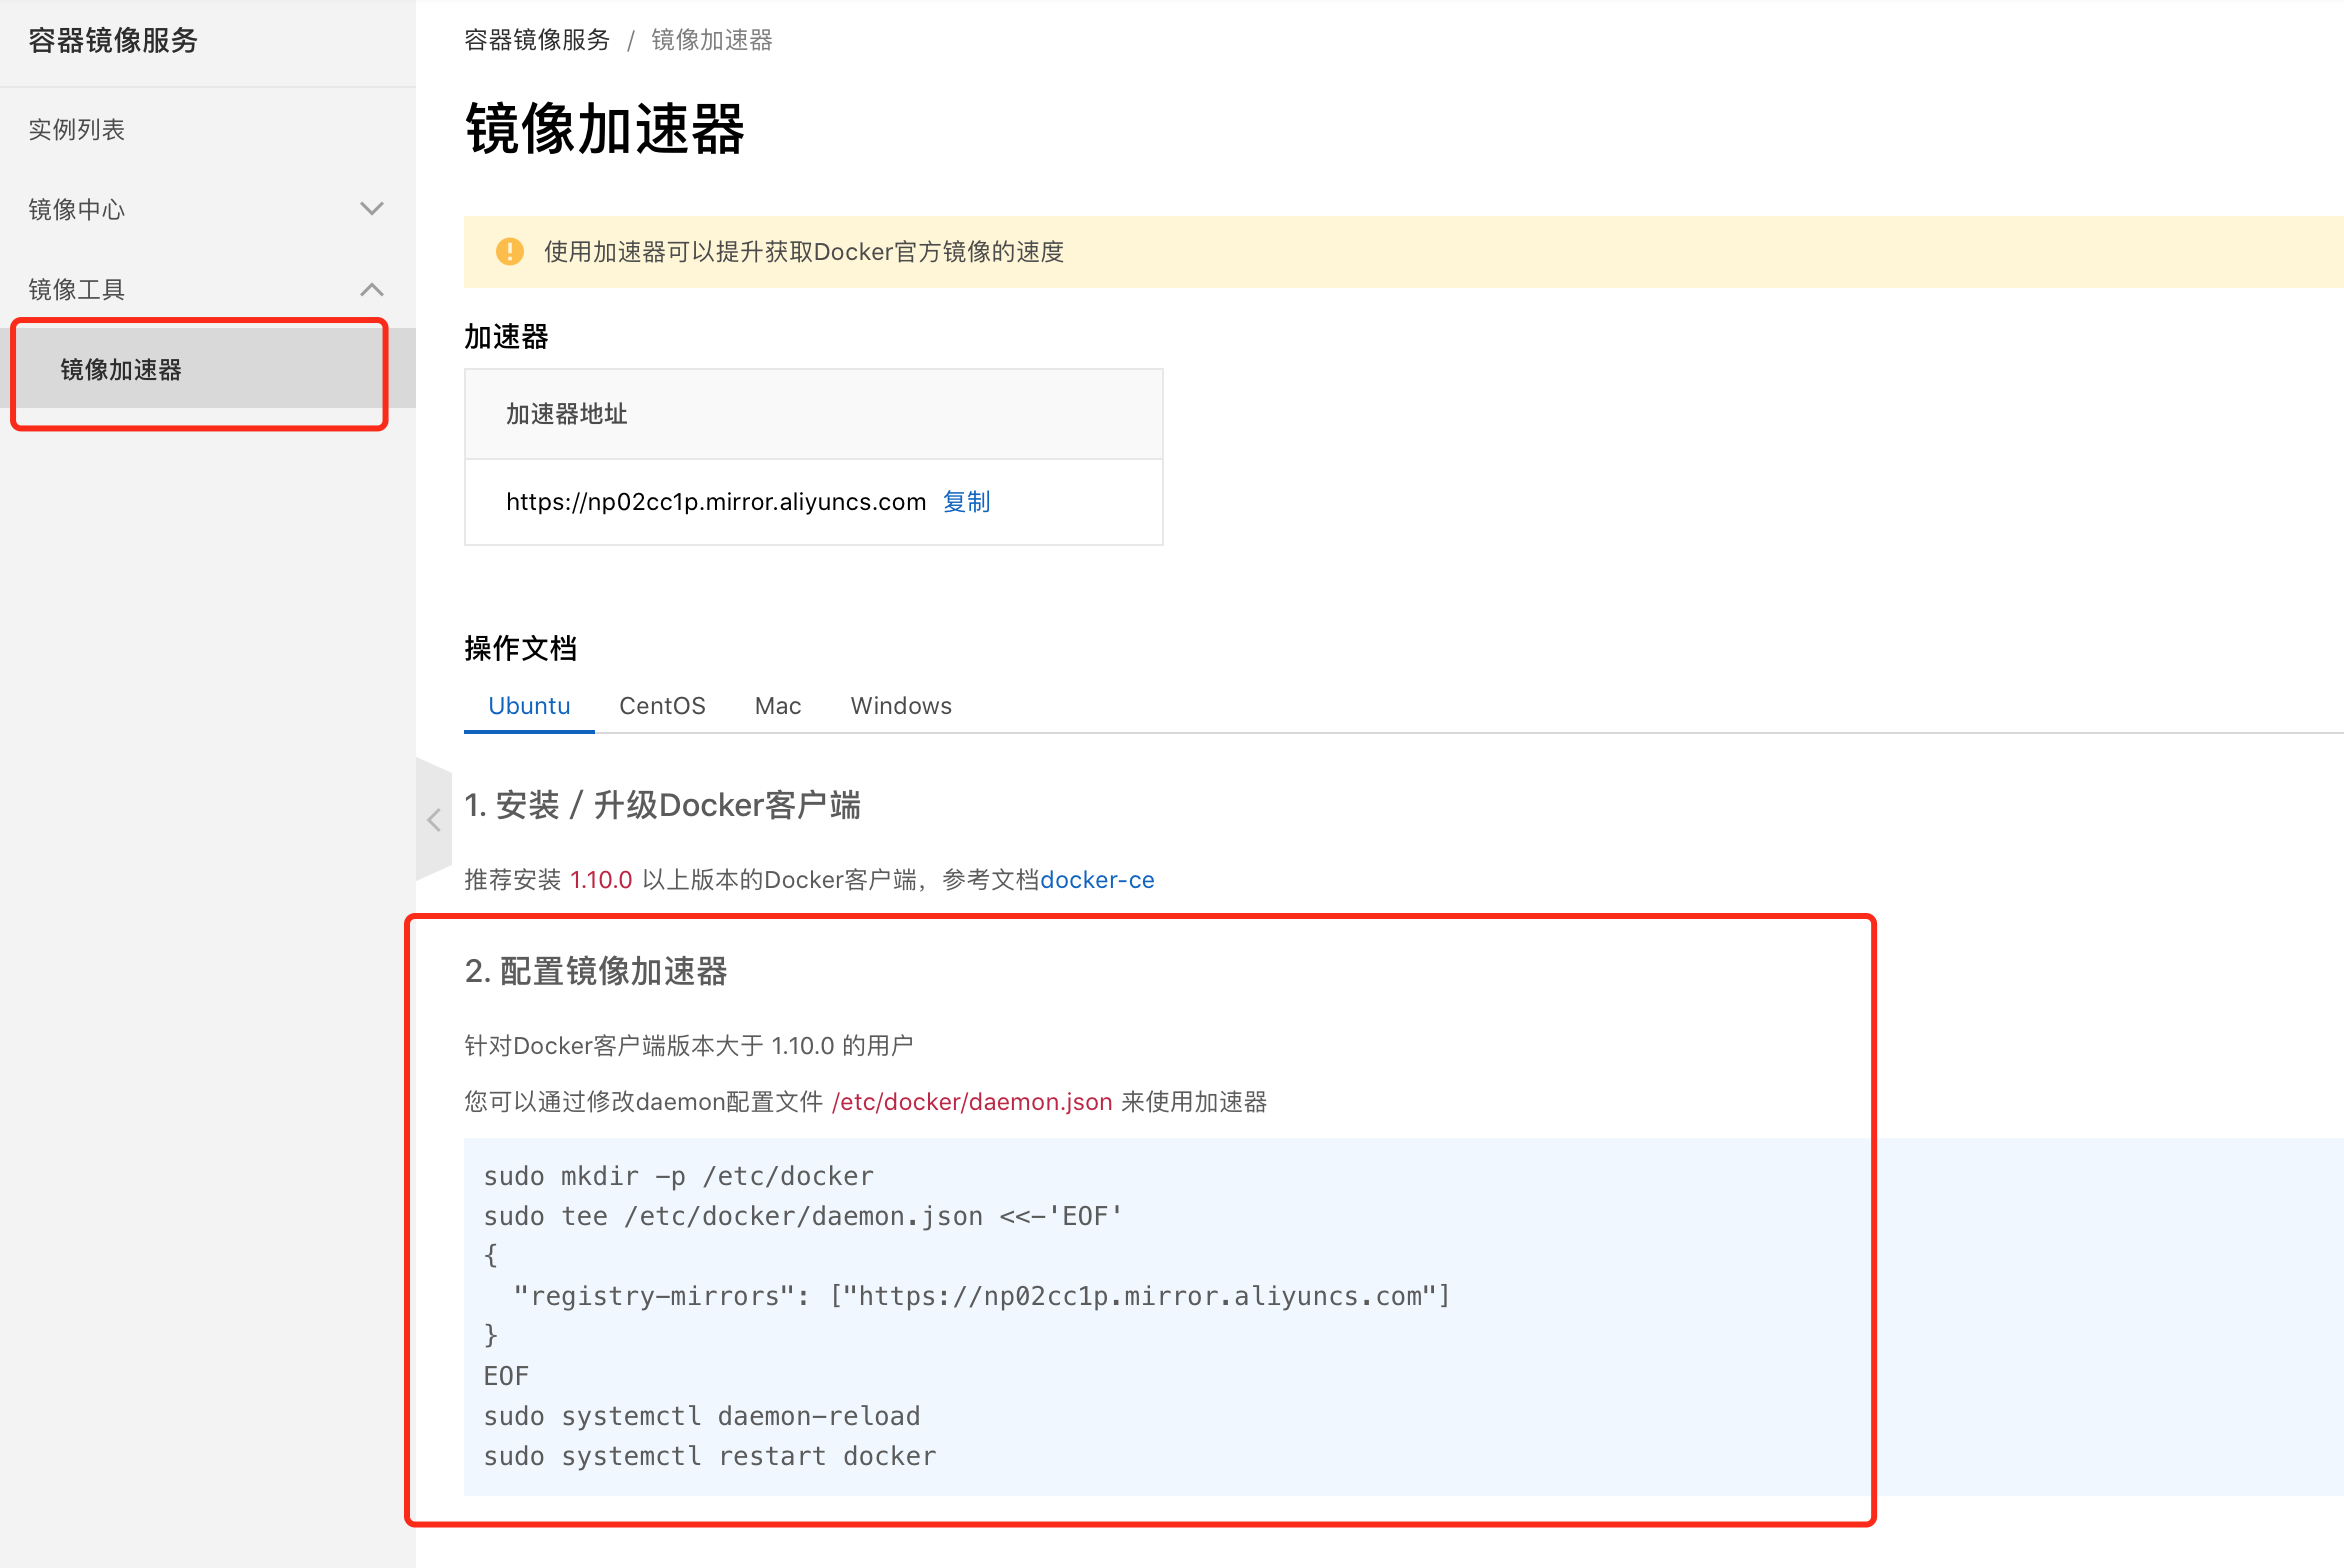 容器镜像服务
实例列表
镜像中心
镜像工具
镜像加速器
容器镜像服务 / 镜像加速器
镜像加速器
使用加速器可以提升获取Docker官方镜像的速度
加速器
加速器地址
https://np02cc1p.mirror.aliyuncs.com 复制
操作文档
Ubuntu CentOS Mac Windows
1. 安装 / 升级Docker客户端
推荐安装 1.10.0 以上版本的Docker客户端，参考文档docker-ce
2. 配置镜像加速器
针对Docker客户端版本大于 1.10.0 的用户
您可以通过修改daemon配置文件 /etc/docker/daemon.json 来使用加速器
sudo mkdir -p /etc/docker
sudo tee /etc/docker/daemon.json <<-'EOF'
{
  "registry-mirrors": ["https://np02cc1p.mirror.aliyuncs.com"]
}
EOF
sudo systemctl daemon-reload
sudo systemctl restart docker